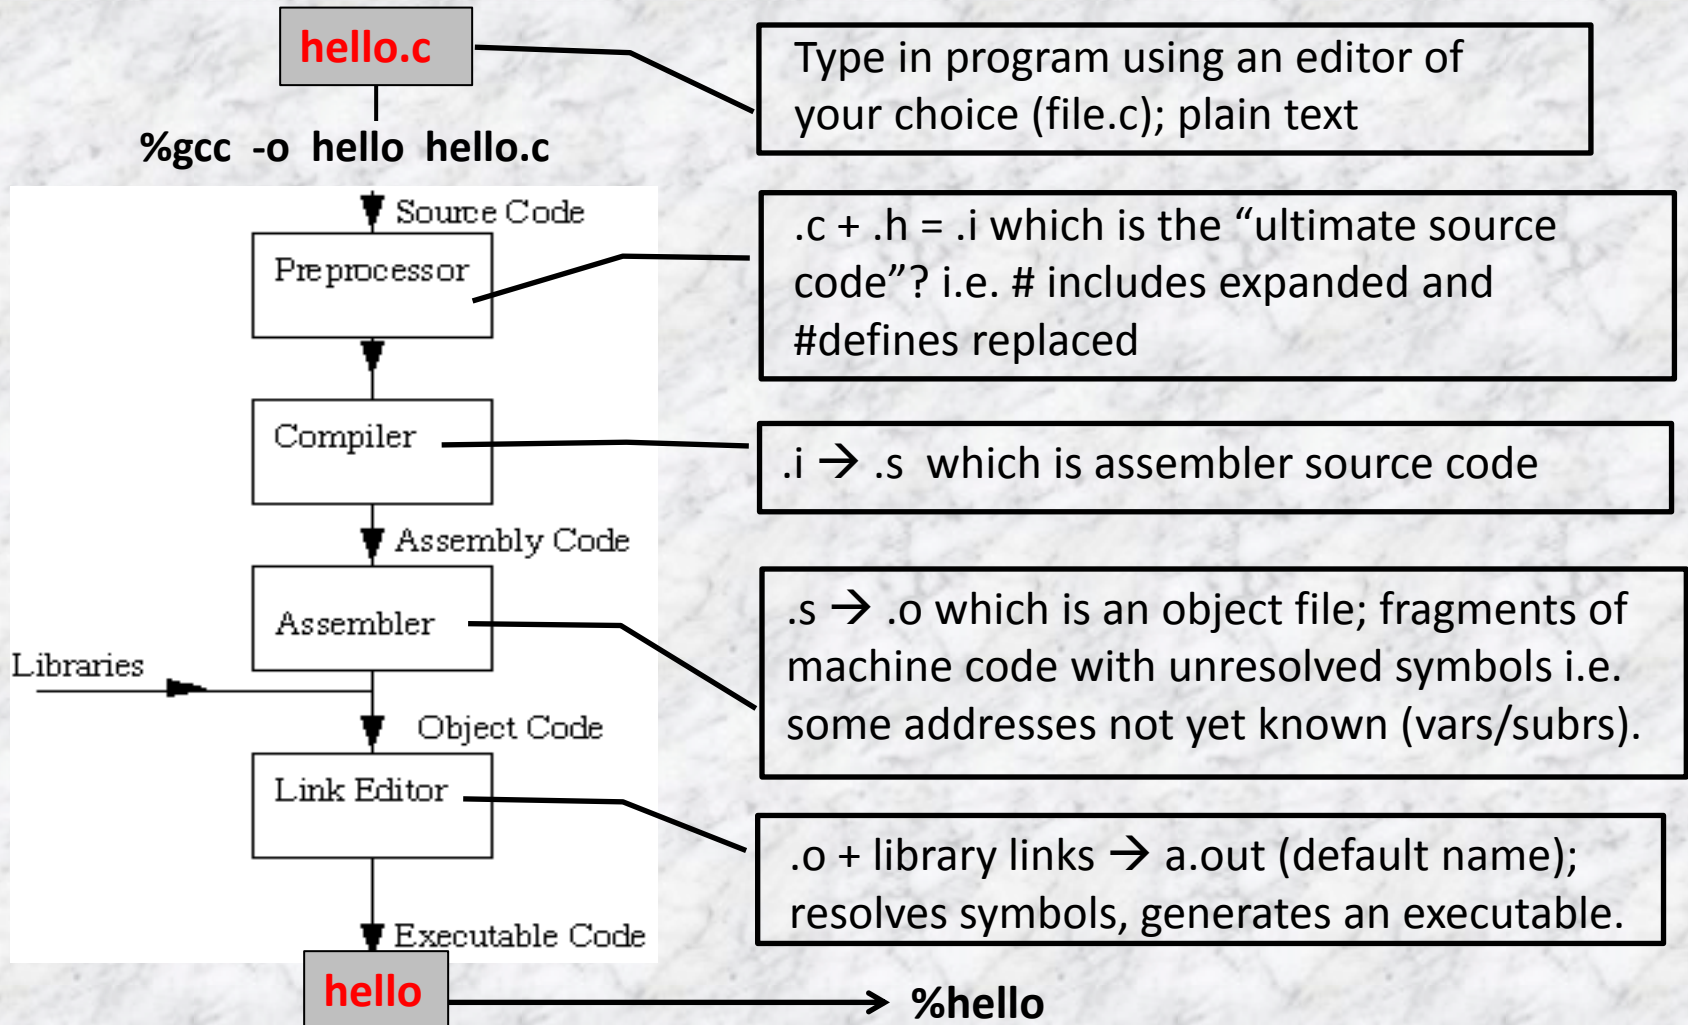 hello.c
Type in program using an editor of
your choice (file.c); plain text
%gcc -o hello hello.c
Source Code
Preprocessor
.c + .h = .i which is the “ultimate source
code”? i.e. # includes expanded and
#defines replaced
Compiler
.i → .s which is assembler source code
Assembly Code
Assembler
.s → .o which is an object file; fragments of
machine code with unresolved symbols i.e.
some addresses not yet known (vars/subrs).
Libraries
Object Code
Link Editor
.o + library links → a.out (default name);
resolves symbols, generates an executable.
Executable Code
hello
%hello